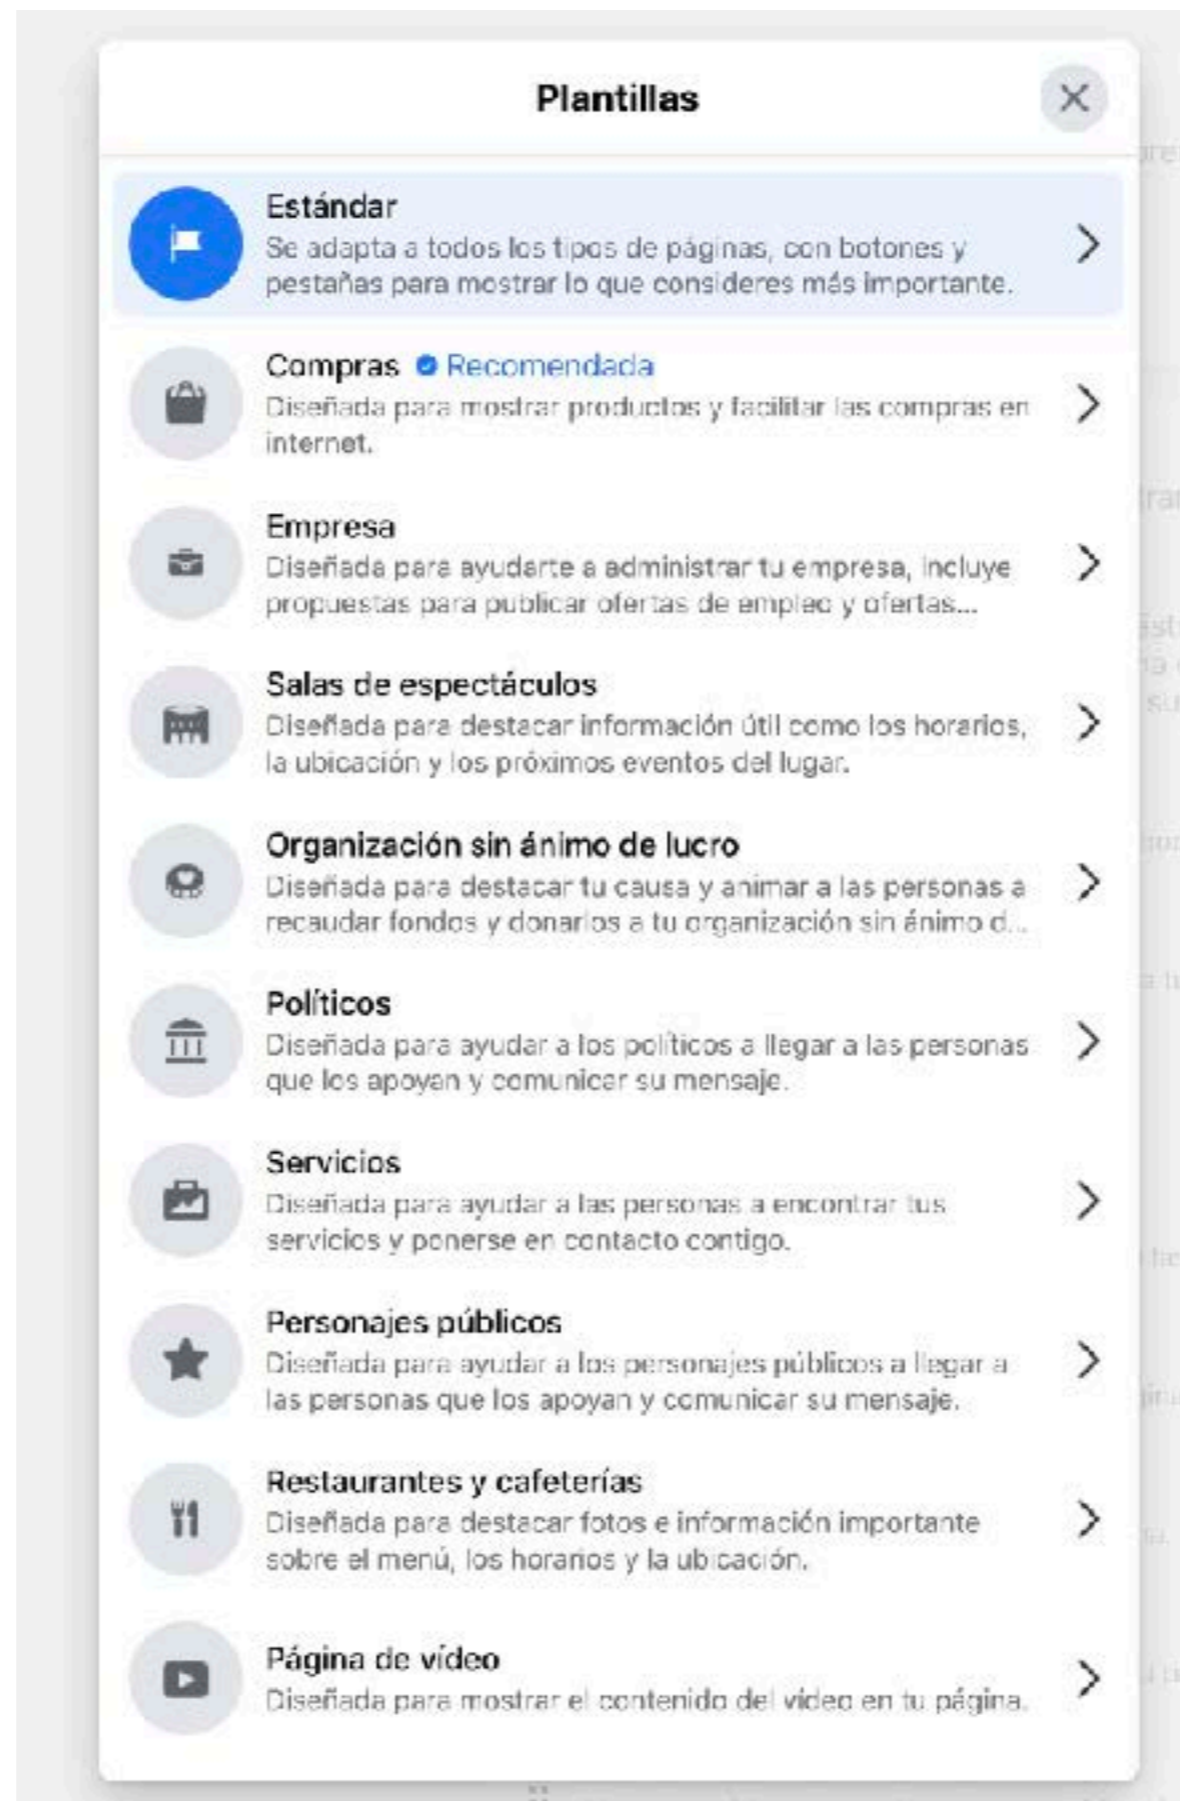 Plantillas
Estándar
Se adapta a todos los tipos de páginas, con botones y
pestañas para mostrar lo que consideres más importante.
Compras Recomendada
Diseñada para mostrar productos y facilitar las compras en
internet.
Empresa
Diseñada para ayudarte a administrar tu empresa, incluye
propuestas para publicar ofertas de empleo y ofertas...
Salas de espectáculos
Diseñada para destacar información útil como los horarios,
la ubicación y los próximos eventos del lugar.
Organización sin ánimo de lucro
Diseñada para destacar tu causa y animar a las personas a
recaudar fondos y donarlos a tu organización sin ánimo d...
Políticos
Diseñada para ayudar a los políticos a llegar a las personas
que los apoyan y comunicar su mensaje.
Servicios
Diseñada para ayudar a las personas a encontrar tus
servicios y ponerse en contacto contigo.
Personajes públicos
Diseñada para ayudar a los personajes públicos a llegar a
las personas que los apoyan y comunicar su mensaje.
Restaurantes y cafeterías
Diseñada para destacar fotos e información importante
sobre el menú, los horarios y la ubicación.
Página de vídeo
Diseñada para mostrar el contenido del vídeo en tu página.